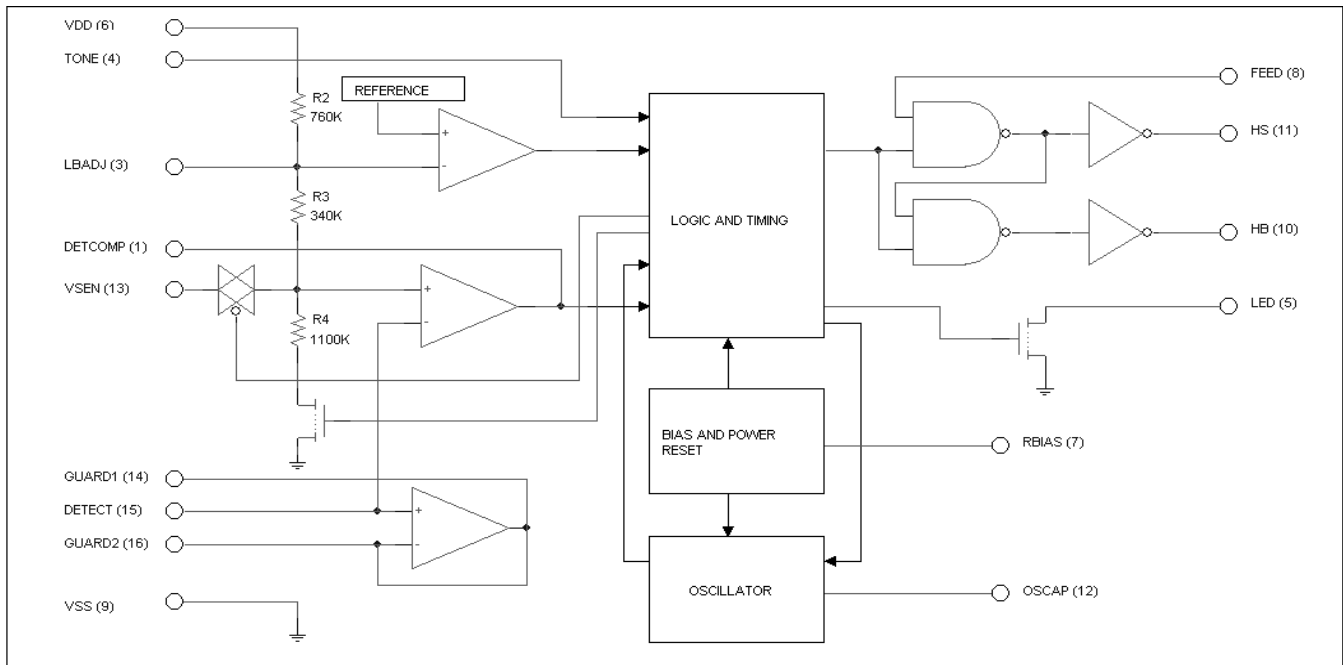 VDD (6)
TONE (4)
REFERENCE
R2
760K
LBADJ (3)
+
-
R3
340K
DETCOMP (1)
VSEN (13)
+
-
R4
1100K
GUARD1 (14)
DETECT (15)
GUARD2 (16)
+
-
VSS (9)
LOGIC AND TIMING
BIAS AND POWER
RESET
OSCILLATOR
FEED (8)
HS (11)
HB (10)
LED (5)
RBIAS (7)
OSCAP (12)